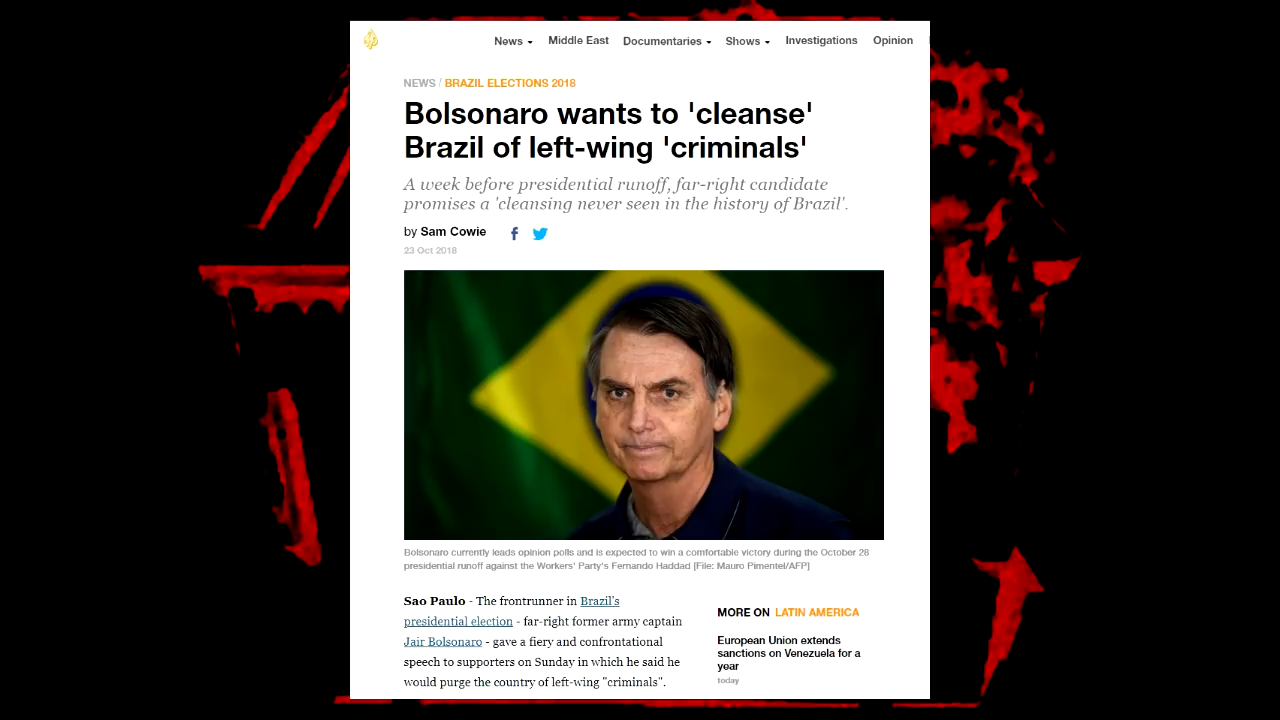 News
Middle East
Documentaries
Shows
Investigations
Opinion
NEWS / BRAZIL ELECTIONS 2018
Bolsonaro wants to 'cleanse'
Brazil of left-wing 'criminals'
A week before presidential runoff, far-right candidate
promises a 'cleansing never seen in the history of Brazil'.
by Sam Cowie
23 Oct 2018
Bolsonaro currently leads opinion polls and is expected to win a comfortable victory during the October 28
presidential runoff against the Workers' Party's Fernando Haddad [File: Mauro Pimentel/AFP]
Sao Paulo - The frontrunner in Brazil's
presidential election - far-right former army captain
Jair Bolsonaro - gave a fiery and confrontational
speech to supporters on Sunday in which he said he
would purge the country of left-wing "criminals".
MORE ON LATIN AMERICA
European Union extends
sanctions on Venezuela for a
year
today